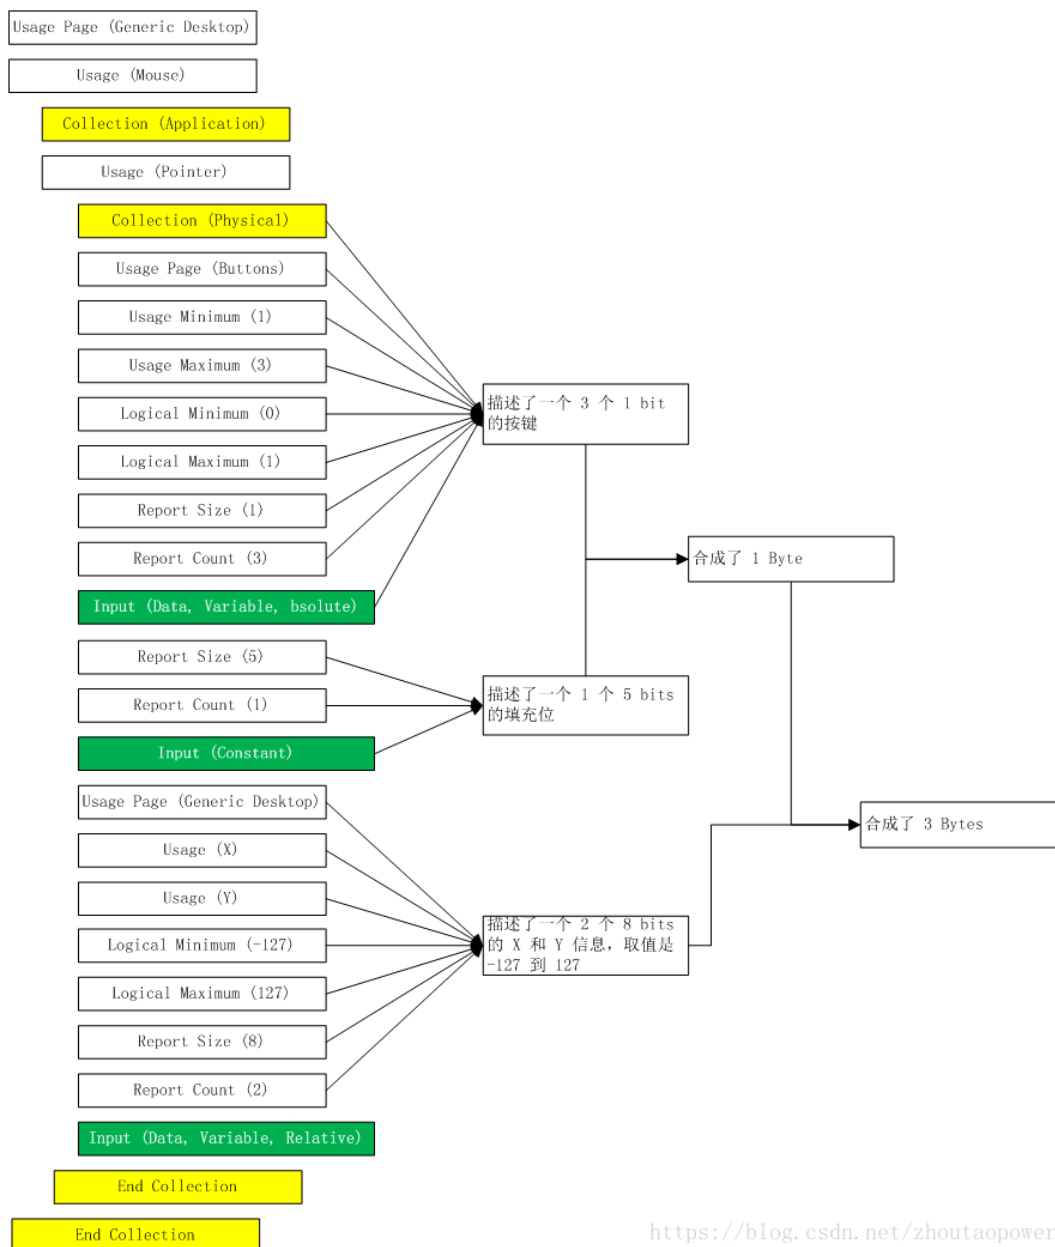 Usage Page (Generic Desktop)
Usage (Mouse)
Collection (Application)
Usage (Pointer)
Collection (Physical)
Usage Page (Buttons)
Usage Minimum (1)
Usage Maximum (3)
Logical Minimum (0)
Logical Maximum (1)
Report Size (1)
Report Count (3)
Input (Data, Variable, bsolute)
Report Size (5)
Report Count (1)
Input (Constant)
Usage Page (Generic Desktop)
Usage (X)
Usage (Y)
Logical Minimum (-127)
Logical Maximum (127)
Report Size (8)
Report Count (2)
Input (Data, Variable, Relative)
End Collection
End Collection
描述了一个 3 个 1 bit
的按键
描述了一个 1 个 5 bits
的填充位
描述了一个 2 个 8 bits
的 X 和 Y 信息，取值是
-127 到 127
合成了 1 Byte
合成了 3 Bytes
https://blog.csdn.net/zhoutaopower